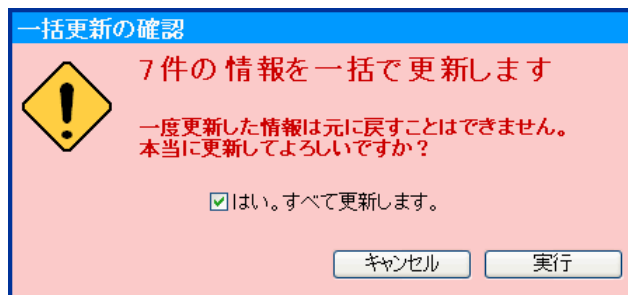 一括更新の確認
7件の情報を一括で更新します
一度更新した情報は元に戻すことはできません。
本当に更新してよろしいですか？
はい。すべて更新します。
キャンセル
実行